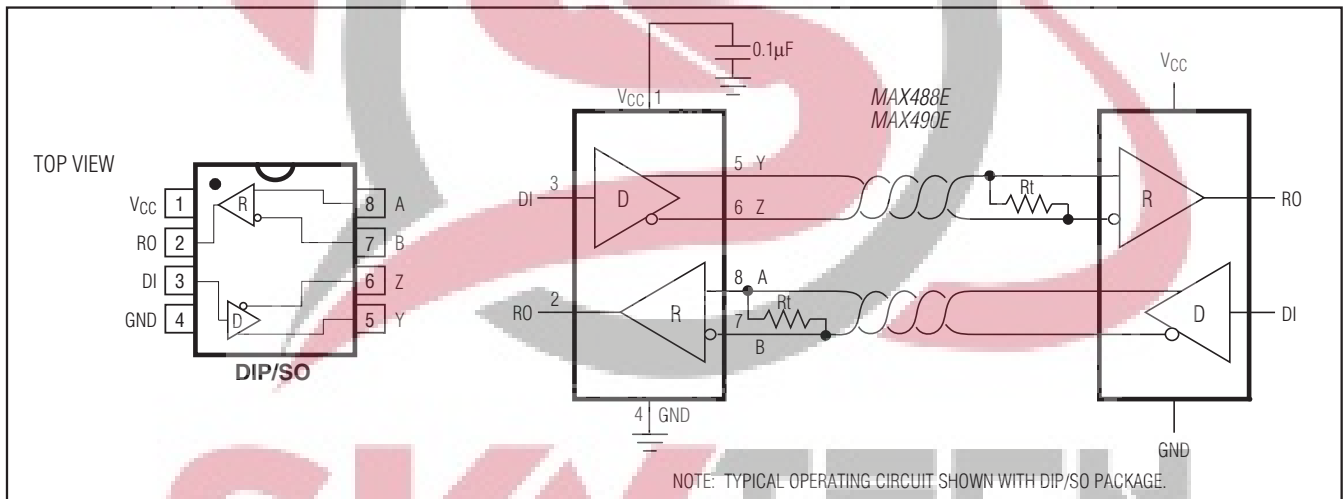 TOP VIEW
VCC 1
RO 2
DI 3
GND 4
8 A
7 B
6 Z
5 Y
R
D
DIP/SO
0.1µF
VCC 1
MAX488E
MAX490E
VCC
DI 3
D
5 Y
6 Z
Rt
R
RO
RO 2
R
8 A
7
B
Rt
D
DI
4 GND
GND
NOTE: TYPICAL OPERATING CIRCUIT SHOWN WITH DIP/SO PACKAGE.